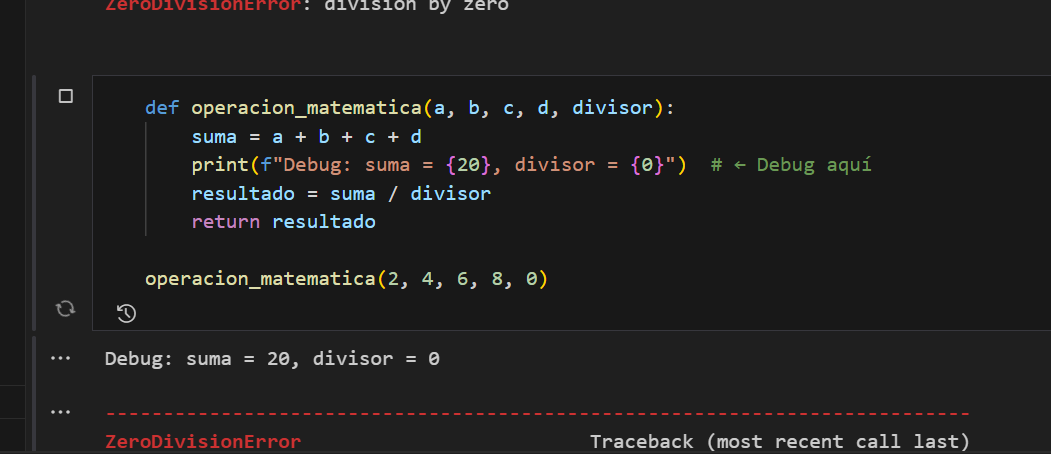 ZeroDivisionError: division by zero
def operacion_matematica(a, b, c, d, divisor):
suma = a + b + c + d
print(f"Debug: suma = {20}, divisor = {0}")  # ← Debug aquí
resultado = suma / divisor
return resultado
operacion_matematica(2, 4, 6, 8, 0)
Debug: suma = 20, divisor = 0
---------------------------------------------------------------------------
ZeroDivisionError                         Traceback (most recent call last)